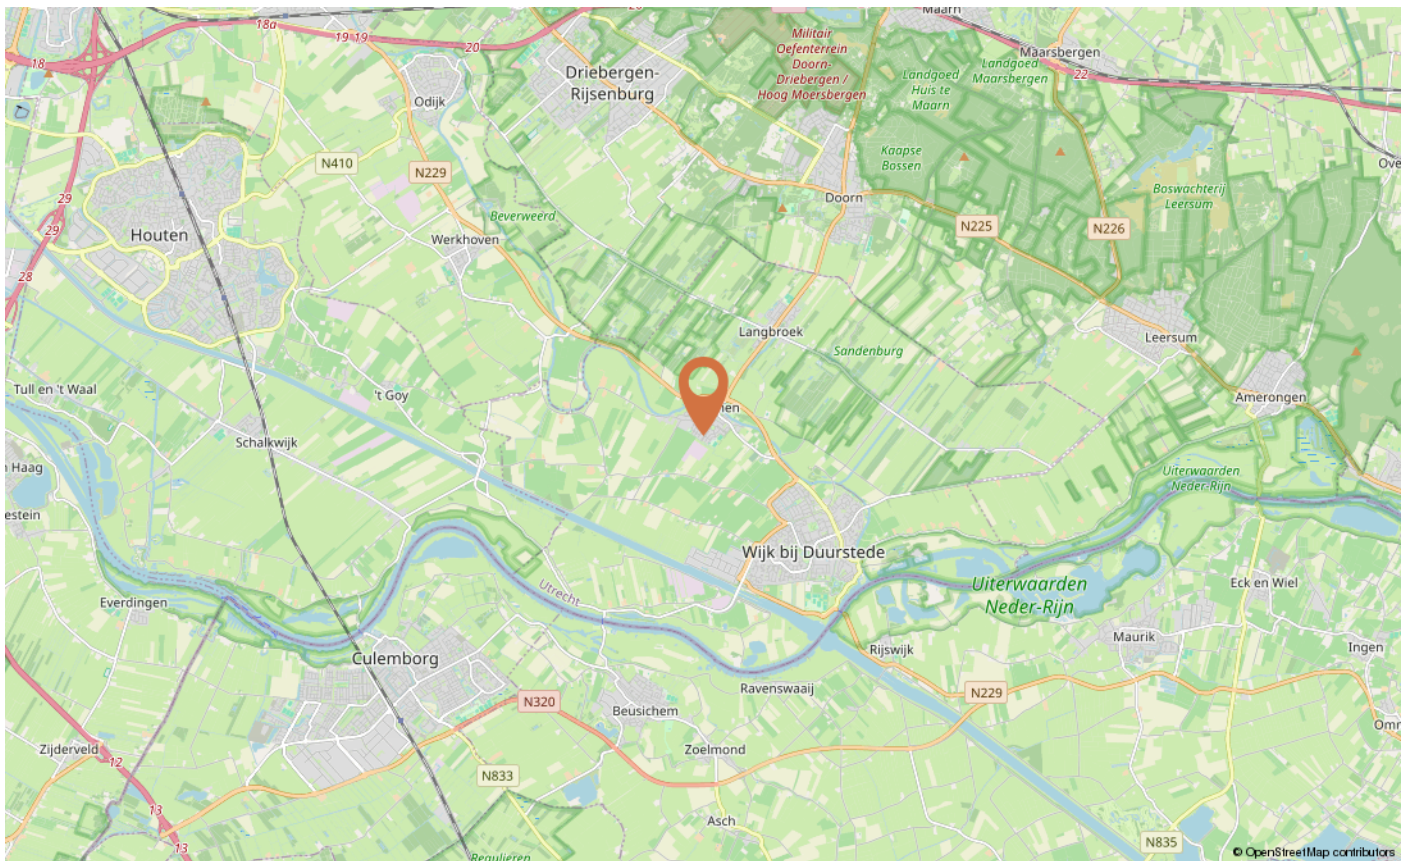 Maarn
18a
19 19
20
20
18
Militair
Oefenterrein
Doorn-
Driebergen /
Hoog Moersbergen
Maarsbergen
Landgoed
Maarsbergen
22
Driebergen-
Rijsenburg
Landgoed
Huis te
Maarn
Odijk
N410
N229
Kaapse
Bossen
Ove
29
Doorn
Boswachterij
Leersum
Beverweerd
29
Houten
Werkhoven
N225
N226
28
Langbroek
Leersum
Sandenburg
Tull en 't Waal
't Goy
Amerongen
nen
Schalkwijk
n Haag
Uiterwaarden
Neder-Rijn
estein
Wijk bij Duurstede
Uiterwaarden
Neder-Rijn
Eck en Wiel
Everdingen
Utrecht
Maurik
Culemborg
Rijswijk
Ingen
Ravenswaaij
N229
N320
Beusichem
Omm
Zijderveld
12
Zoelmond
N833
13
Asch
13
N835
Regulieren
© OpenStreetMap contributors